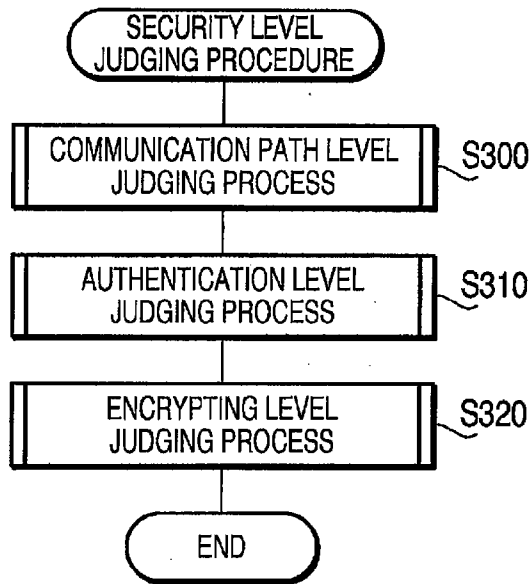 SECURITY LEVEL
JUDGING PROCEDURE
COMMUNICATION PATH LEVEL
JUDGING PROCESS
S300
AUTHENTICATION LEVEL
JUDGING PROCESS
S310
ENCRYPTING LEVEL
JUDGING PROCESS
S320
END